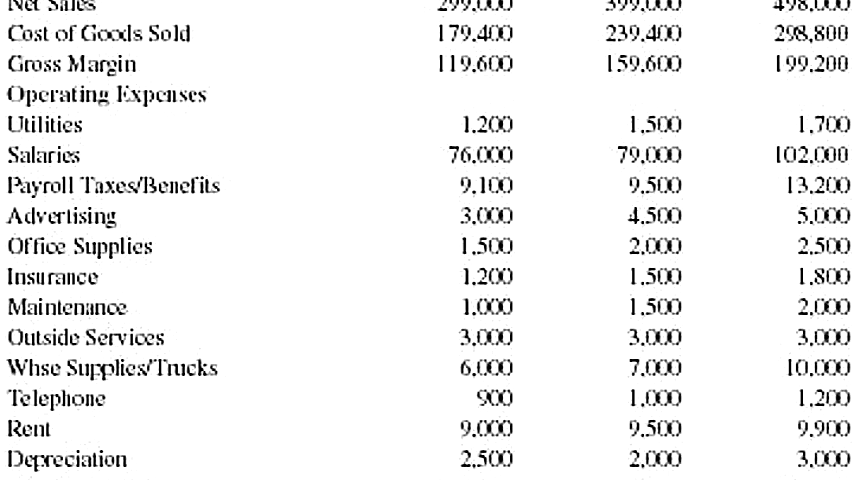 Net Sales 299,000 399,000 498,000
Cost of Goods Sold 179,400 239,400 298,800
Gross Margin 119,600 159,600 199,200
Operating Expenses
Utilities 1,200 1,500 1,700
Salaries 76,000 79,000 102,000
Payroll Taxes/Benefits 9,100 9,500 13,200
Advertising 3,000 4,500 5,000
Office Supplies 1,500 2,000 2,500
Insurance 1,200 1,500 1,800
Maintenance 1,000 1,500 2,000
Outside Services 3,000 3,000 3,000
Whse Supplies/Trucks 6,000 7,000 10,000
Telephone 900 1,000 1,200
Rent 9,000 9,500 9,900
Depreciation 2,500 2,000 3,000